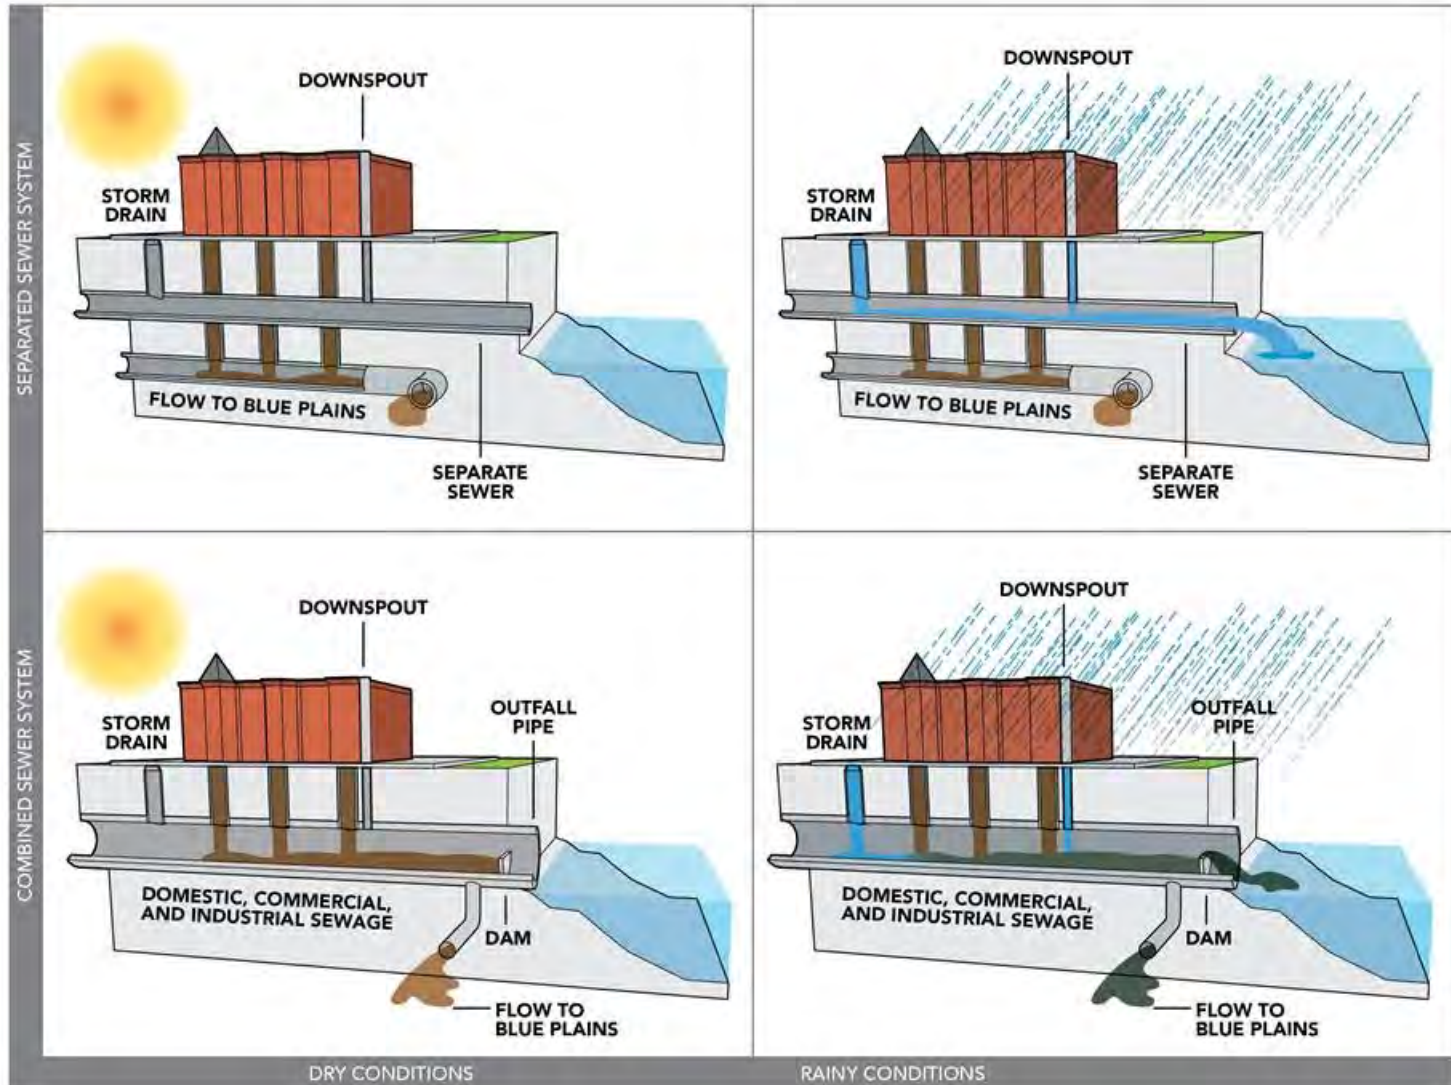 SEPARATED SEWER SYSTEM
DOWNSPOUT
STORM
DRAIN
FLOW TO BLUE PLAINS
SEPARATE
SEWER
DOWNSPOUT
STORM
DRAIN
FLOW TO BLUE PLAINS
SEPARATE
SEWER
COMBINED SEWER SYSTEM
DOWNSPOUT
STORM
DRAIN
OUTFALL
PIPE
DOMESTIC, COMMERCIAL,
AND INDUSTRIAL SEWAGE
DAM
FLOW TO
BLUE PLAINS
DOWNSPOUT
STORM
DRAIN
OUTFALL
PIPE
DOMESTIC, COMMERCIAL,
AND INDUSTRIAL SEWAGE
DAM
FLOW TO
BLUE PLAINS
DRY CONDITIONS
RAINY CONDITIONS